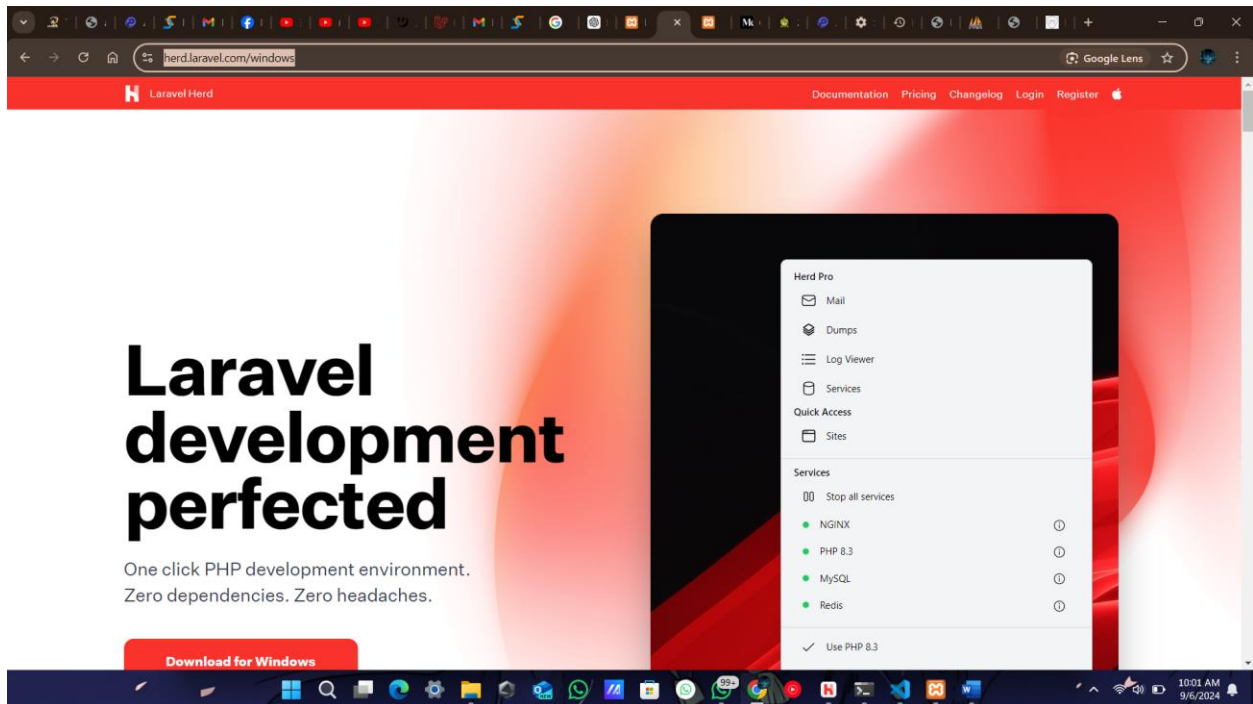 herd.laravel.com/windows
Google Lens
Laravel Herd
Documentation Pricing Changelog Login Register
Laravel
development
perfected
One click PHP development environment.
Zero dependencies. Zero headaches.
Download for Windows
Herd Pro
Mail
Dumps
Log Viewer
Services
Quick Access
Sites
Services
Stop all services
NGINX
PHP 8.3
MySQL
Redis
Use PHP 8.3
99+
10:01 AM
9/6/2024